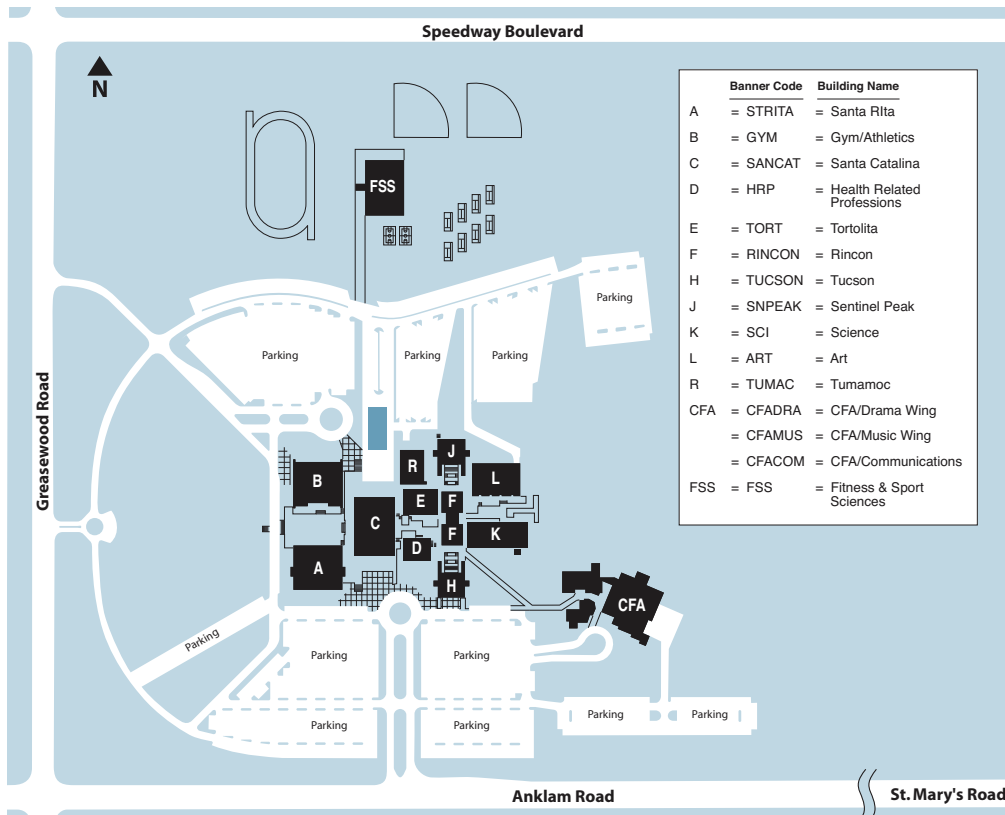 Speedway Boulevard
N
Banner Code Building Name
A = STRITA = Santa RIta
B = GYM = Gym/Athletics
C = SANCAT = Santa Catalina
D = HRP = Health Related
Professions
E = TORT = Tortolita
F = RINCON = Rincon
H = TUCSON = Tucson
J = SNPEAK = Sentinel Peak
K = SCI = Science
L = ART = Art
R = TUMAC = Tumamoc
CFA = CFADRA = CFA/Drama Wing
= CFAMUS = CFA/Music Wing
= CFACOM = CFA/Communications
FSS = FSS = Fitness & Sport
Sciences
FSS
Parking
Parking
Parking
Parking
Greasewood Road
J
R
B
L
E
F
C
F
K
D
A
H
CFA
Parking
Parking
Parking
Parking
Parking
Parking
Parking
Anklam Road
St. Mary's Road